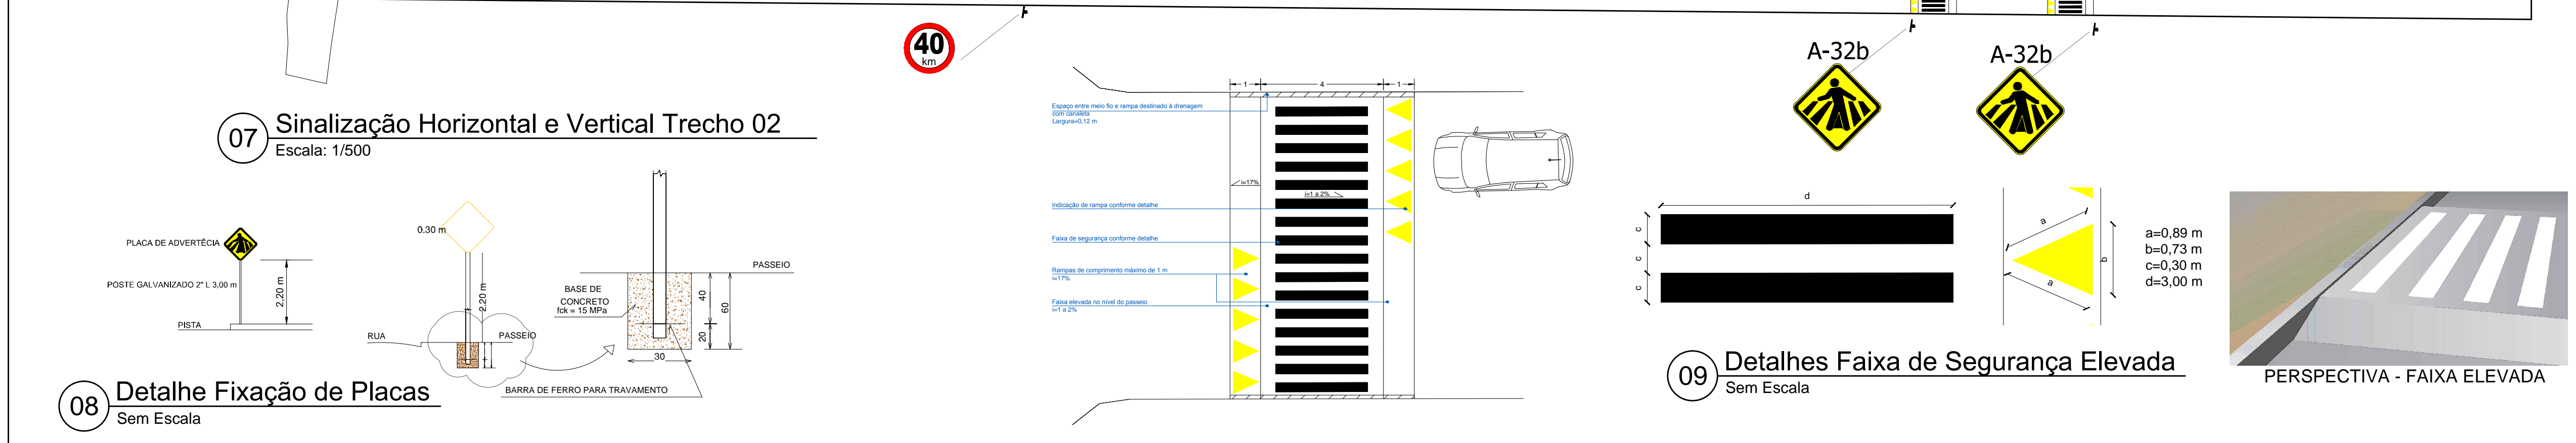 40
km
A-32b
A-32b
07
Sinalização Horizontal e Vertical Trecho 02
Escala: 1/500
PLACA DE ADVERTÊCIA
POSTE GALVANIZADO 2" L 3,00 m
2,20 m
PISTA
0.30 m
2.20 m
RUA
PASSEIO
BASE DE
CONCRETO
fck = 15 MPa
PASSEIO
40
60
20
30
BARRA DE FERRO PARA TRAVAMENTO
08
Detalhe Fixação de Placas
Sem Escala
1
4
1
Espaço entre meio fio e rampa destinado à drenagem
com canaleta
Largura=0,12 m
i=17%
i=1 a 2%
Indicação de rampa conforme detalhe
Faixa de segurança conforme detalhe
Rampas de comprimento máximo de 1 m
i=17%
Faixa elevada no nível do passeio
i=1 a 2%
d
c
c
c
a
b
a
a=0,89 m
b=0,73 m
c=0,30 m
d=3,00 m
09
Detalhes Faixa de Segurança Elevada
Sem Escala
PERSPECTIVA - FAIXA ELEVADA